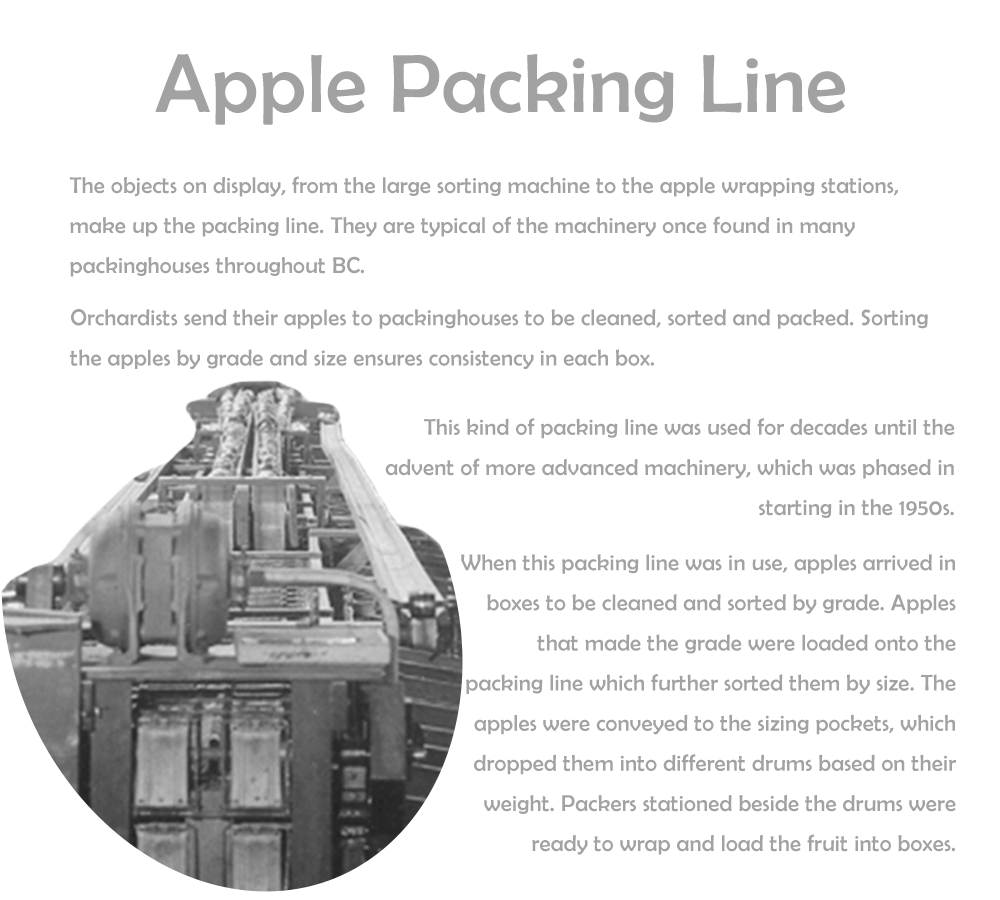 Apple Packing Line
The objects on display, from the large sorting machine to the apple wrapping stations,
make up the packing line. They are typical of the machinery once found in many
packinghouses throughout BC.
Orchardists send their apples to packinghouses to be cleaned, sorted and packed. Sorting
the apples by grade and size ensures consistency in each box.
This kind of packing line was used for decades until the
advent of more advanced machinery, which was phased in
starting in the 1950s.
When this packing line was in use, apples arrived in
boxes to be cleaned and sorted by grade. Apples
that made the grade were loaded onto the
packing line which further sorted them by size. The
apples were conveyed to the sizing pockets, which
dropped them into different drums based on their
weight. Packers stationed beside the drums were
ready to wrap and load the fruit into boxes.